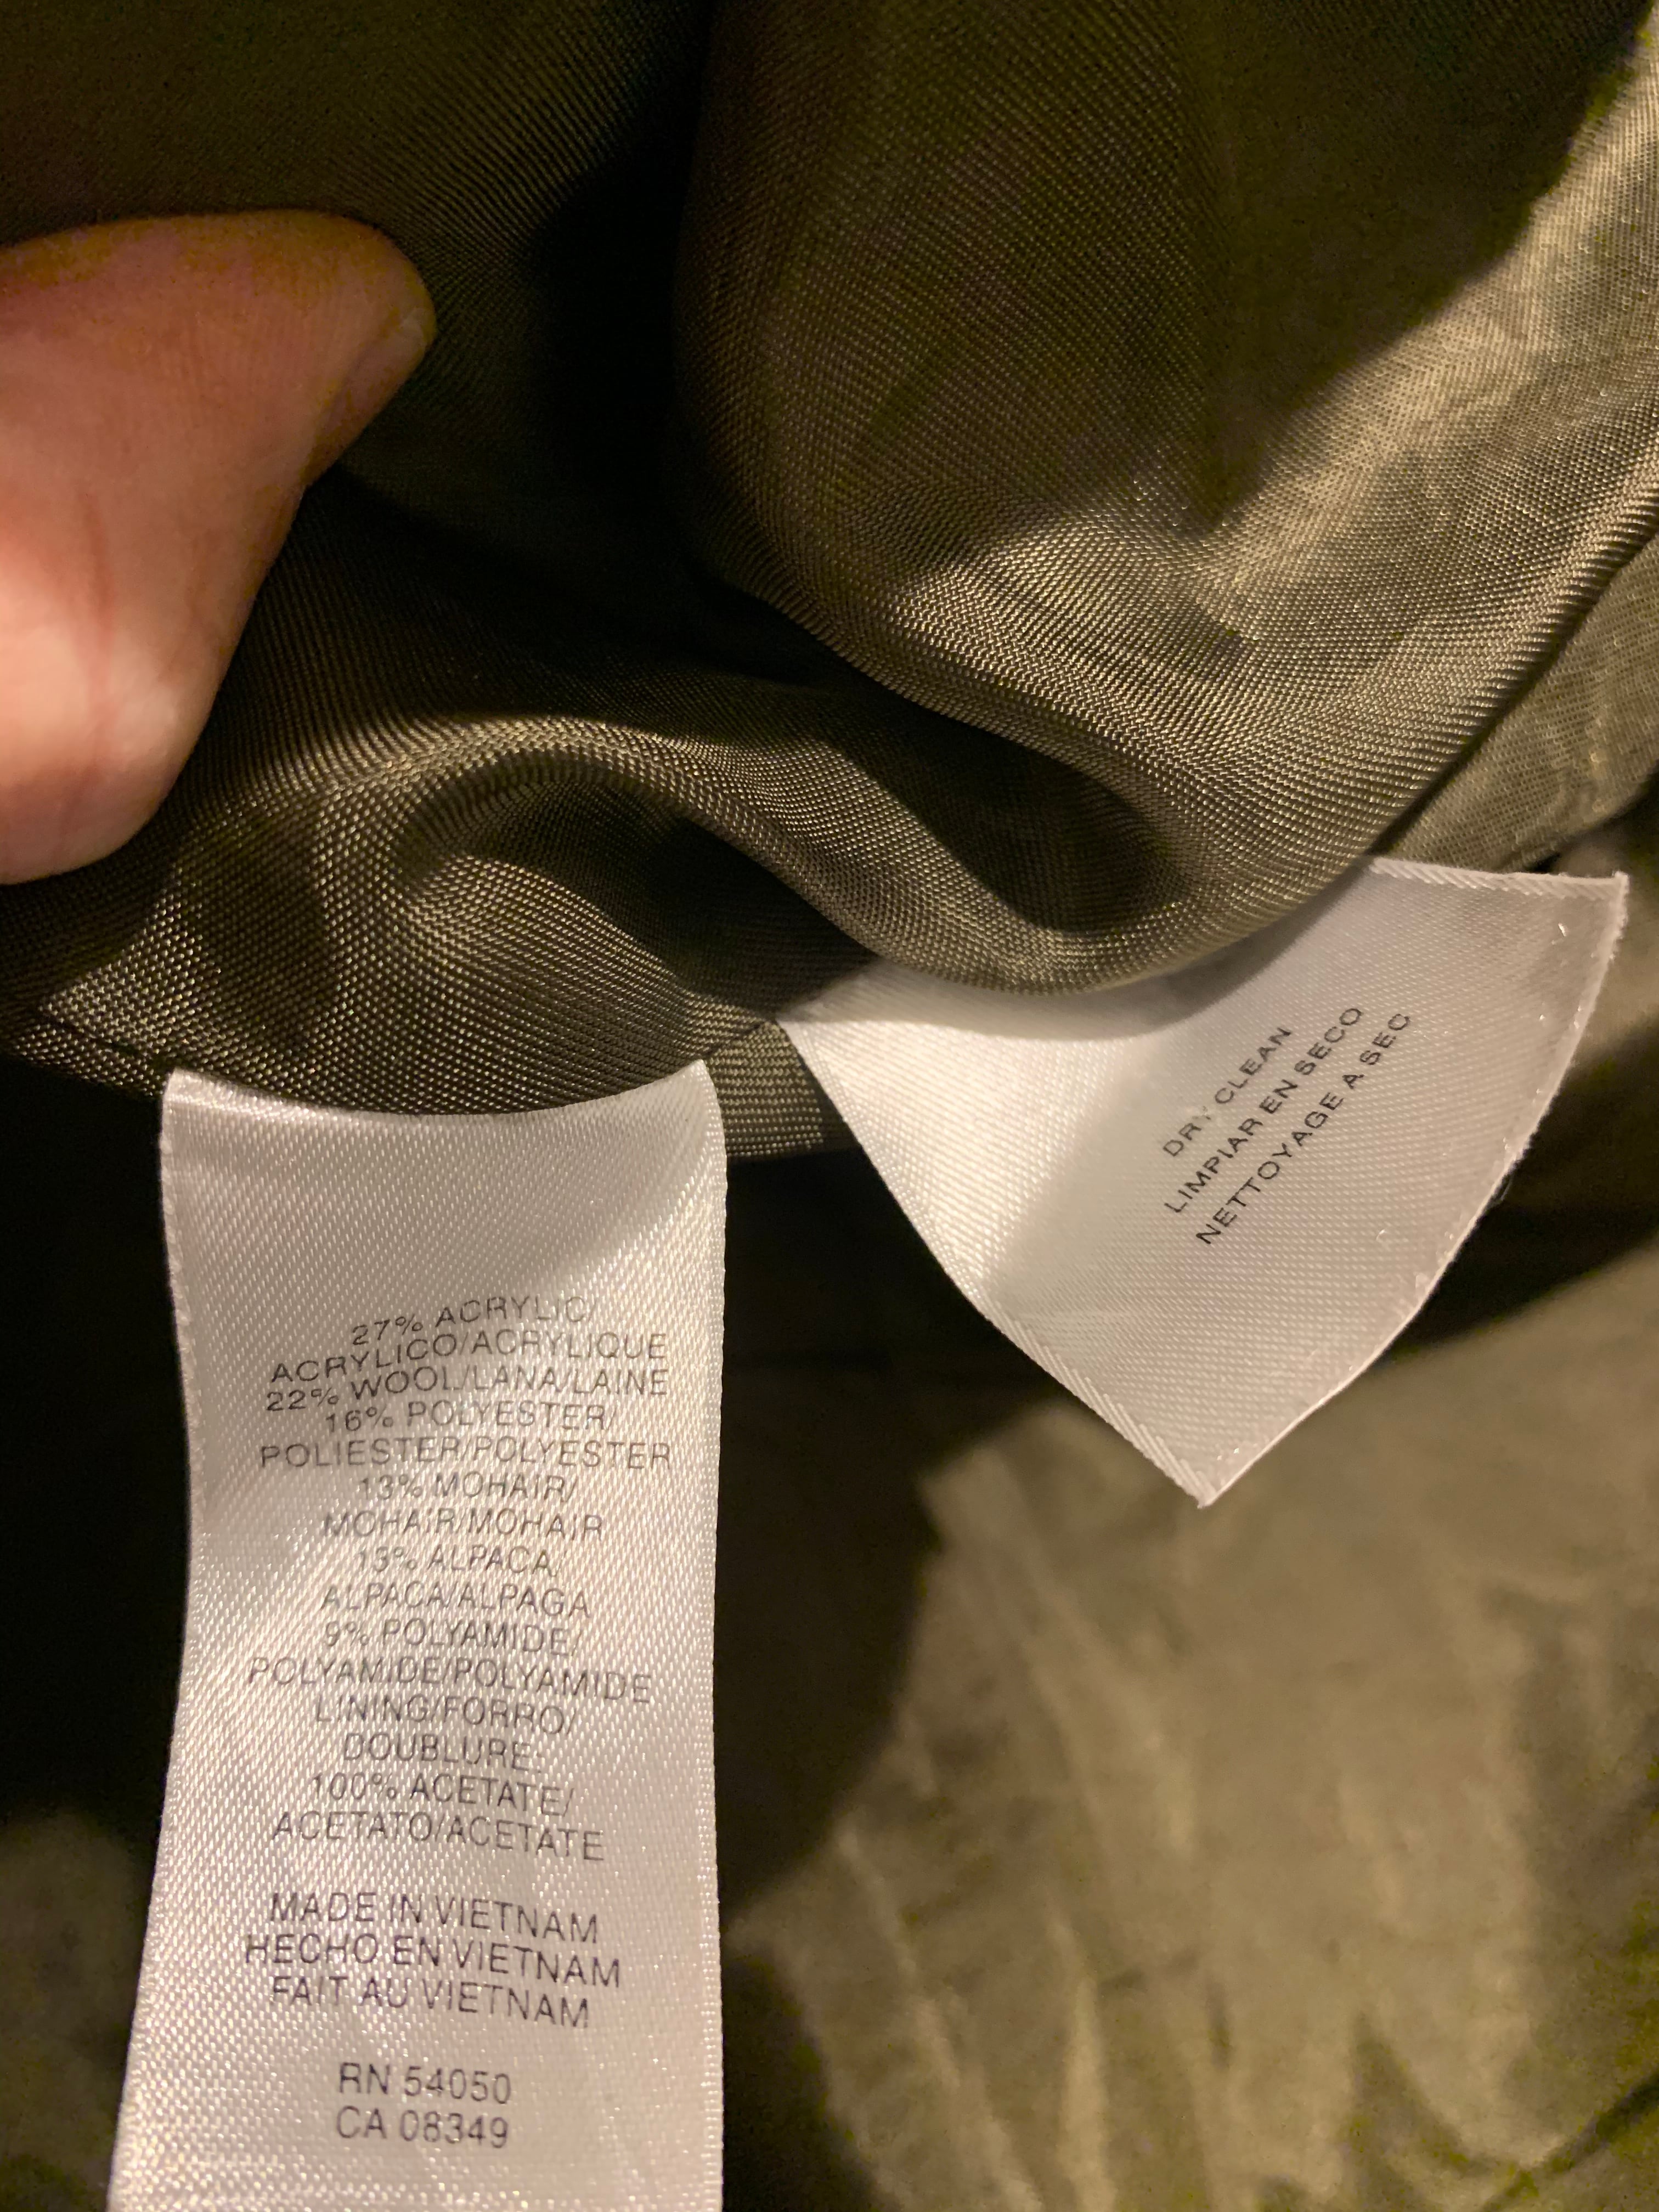 27% ACRYLIC/
ACRYLICO/ACRYLIQUE
22% WOOL/LANA/LAINE
16% POLYESTER/
POLIESTER/POLYESTER
13% MOHAIR/
MOHAIR/MOHAIR
13% ALPACA/
ALPACA/ALPAGA
9% POLYAMIDE/
POLYAMIDE/POLYAMIDE
LINING/FORRO/
DOUBLURE:
100% ACETATE/
ACETATO/ACETATE
MADE IN VIETNAM
HECHO EN VIETNAM
FAIT AU VIETNAM
RN 54050
CA 08349
DRY CLEAN
LIMPIAR EN SECO
NETTOYAGE A SEC